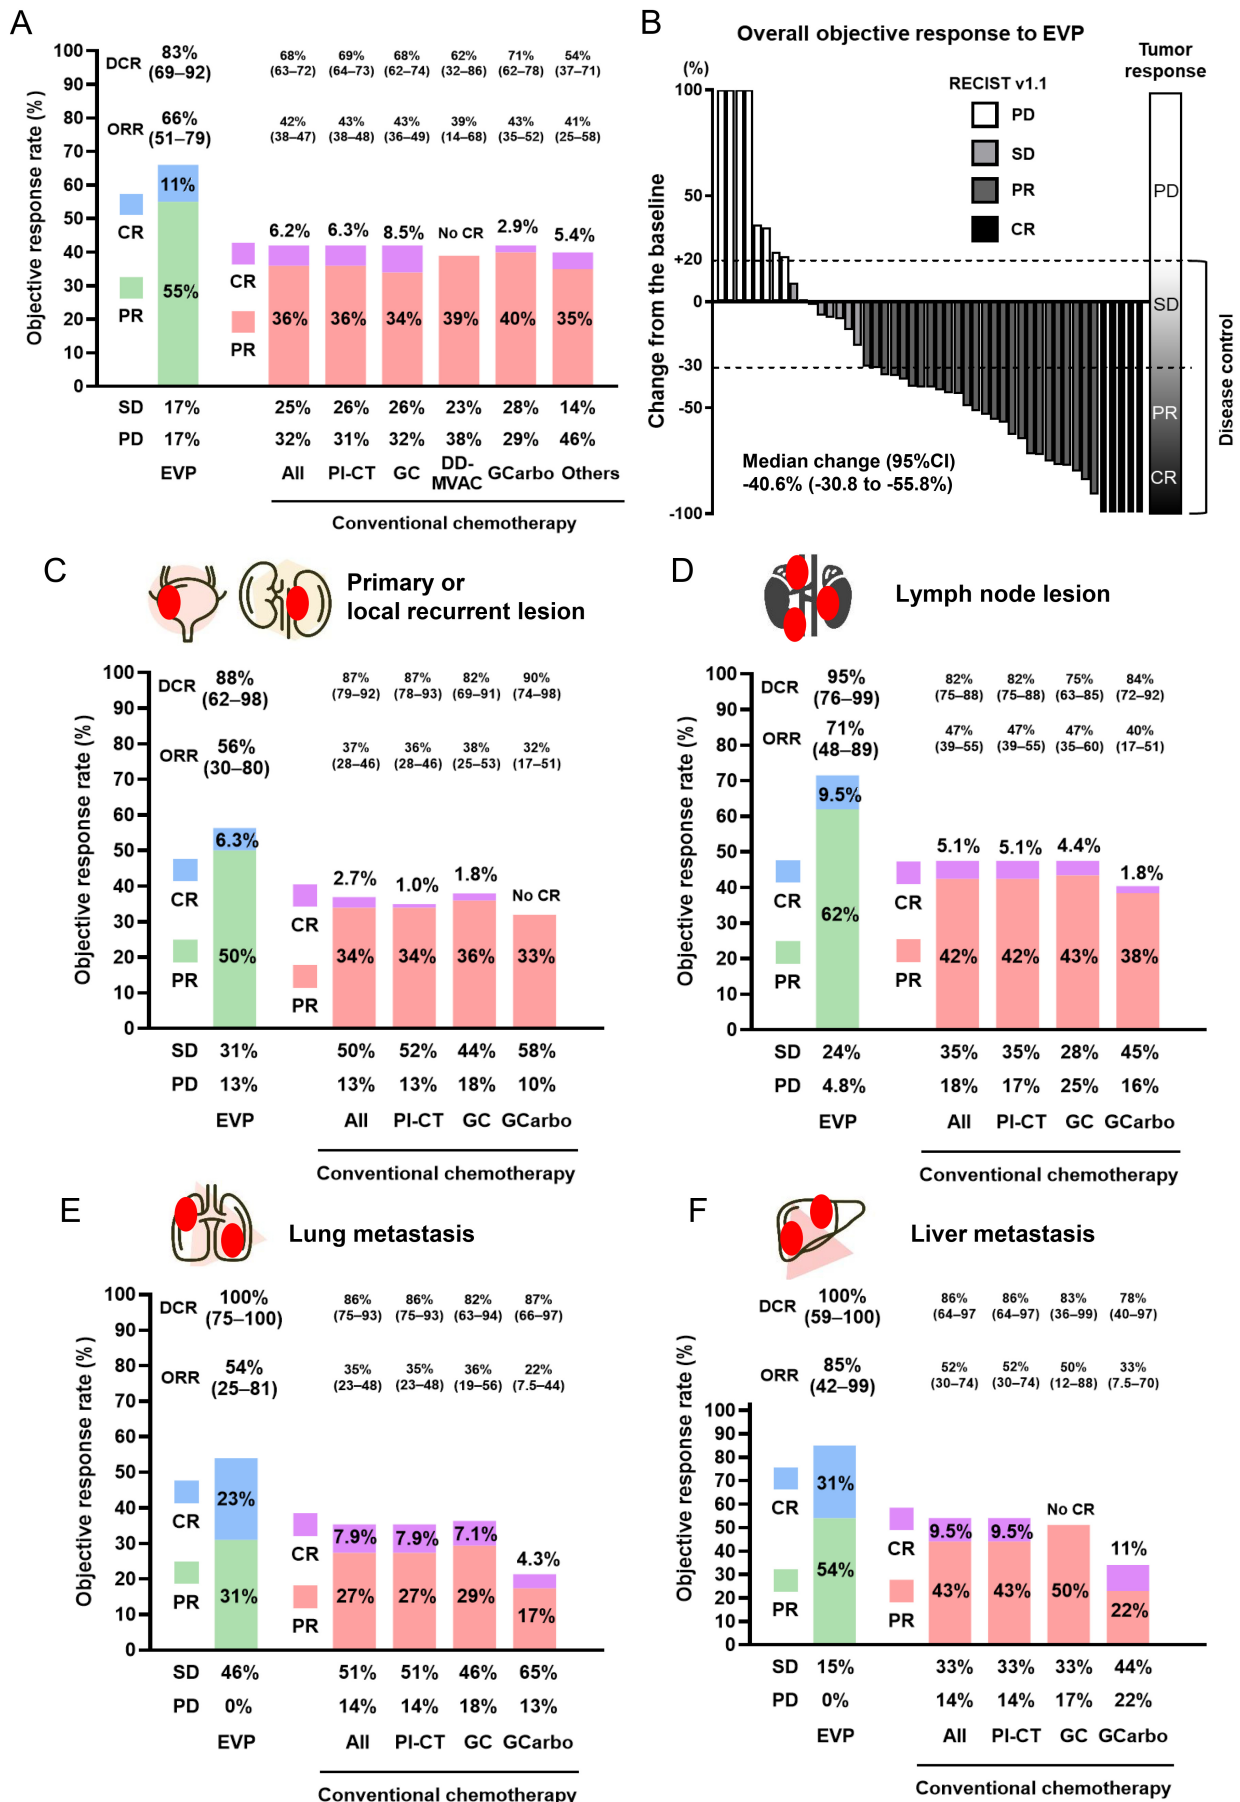 A
Objective response rate (%)
100
90
80
70
60
50
40
30
20
10
0
DCR 83% 68% 69% 68% 62% 71% 54%
(69–92) (63–72) (64–73) (62–74) (32–86) (62–78) (37–71)
ORR 66% 42% 43% 43% 39% 43% 41%
(51–79) (38–47) (38–48) (36–49) (14–68) (35–52) (25–58)
CR
PR
11%
55%
CR
PR
6.2% 6.3% 8.5% No CR 2.9% 5.4%
36% 36% 34% 39% 40% 35%
SD 17% 25% 26% 26% 23% 28% 14%
PD 17% 32% 31% 32% 38% 29% 46%
EVP All Pl-CT GC DD-MVAC GCarbo Others
Conventional chemotherapy
B
Overall objective response to EVP
(%)
Change from the baseline
100
50
+20
0
-30
-50
-100
RECIST v1.1
PD
SD
PR
CR
Tumor
response
PD
SD
PR
CR
Disease control
Median change (95%CI)
-40.6% (-30.8 to -55.8%)
C
Primary or
local recurrent lesion
Objective response rate (%)
100
90
80
70
60
50
40
30
20
10
0
DCR 88% 87% 87% 82% 90%
(62–98) (79–92) (78–93) (69–91) (74–98)
ORR 56% 37% 36% 38% 32%
(30–80) (28–46) (28–46) (25–53) (17–51)
CR
PR
6.3%
50%
CR
PR
2.7% 1.0% 1.8% No CR
34% 34% 36% 33%
SD 31% 50% 52% 44% 58%
PD 13% 13% 13% 18% 10%
EVP All Pl-CT GC GCarbo
Conventional chemotherapy
D
Lymph node lesion
Objective response rate (%)
100
90
80
70
60
50
40
30
20
10
0
DCR 95% 82% 82% 75% 84%
(76–99) (75–88) (75–88) (63–85) (72–92)
ORR 71% 47% 47% 47% 40%
(48–89) (39–55) (39–55) (35–60) (17–51)
CR
PR
9.5%
62%
CR
PR
5.1% 5.1% 4.4% 1.8%
42% 42% 43% 38%
SD 24% 35% 35% 28% 45%
PD 4.8% 18% 17% 25% 16%
EVP All Pl-CT GC GCarbo
Conventional chemotherapy
E
Lung metastasis
Objective response rate (%)
100
90
80
70
60
50
40
30
20
10
0
DCR 100% 86% 86% 82% 87%
(75–100) (75–93) (75–93) (63–94) (66–97)
ORR 54% 35% 35% 36% 22%
(25–81) (23–48) (23–48) (19–56) (7.5–44)
CR
PR
23%
31%
CR
PR
7.9% 7.9% 7.1% 4.3%
27% 27% 29% 17%
SD 46% 51% 51% 46% 65%
PD 0% 14% 14% 18% 13%
EVP All Pl-CT GC GCarbo
Conventional chemotherapy
F
Liver metastasis
Objective response rate (%)
100
90
80
70
60
50
40
30
20
10
0
DCR 100% 86% 86% 83% 78%
(59–100) (64–97 (64–97) (36–99) (40–97)
ORR 85% 52% 52% 50% 33%
(42–99) (30–74) (30–74) (12–88) (7.5–70)
CR
PR
31%
54%
CR
PR
9.5% 9.5% No CR 11%
43% 43% 50% 22%
SD 15% 33% 33% 33% 44%
PD 0% 14% 14% 17% 22%
EVP All Pl-CT GC GCarbo
Conventional chemotherapy